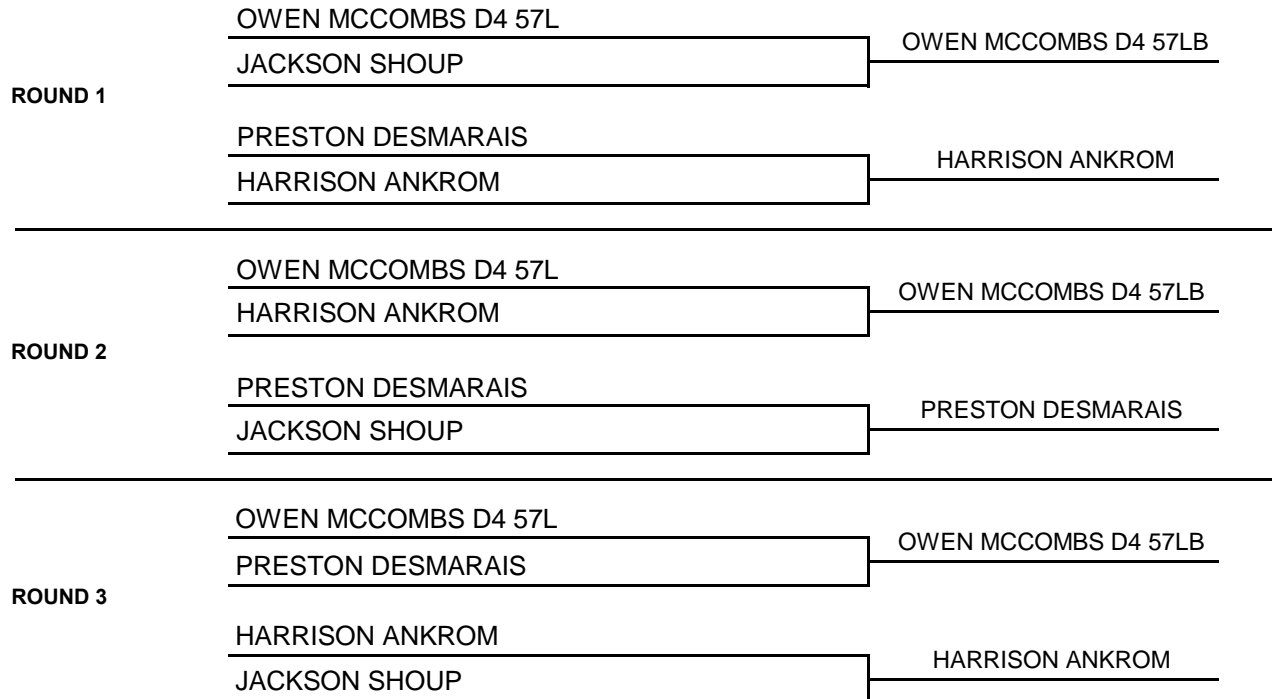 OWEN MCCOMBS D4 57L
OWEN MCCOMBS D4 57LB
JACKSON SHOUP
ROUND 1
PRESTON DESMARAIS
HARRISON ANKROM
HARRISON ANKROM
OWEN MCCOMBS D4 57L
OWEN MCCOMBS D4 57LB
HARRISON ANKROM
ROUND 2
PRESTON DESMARAIS
PRESTON DESMARAIS
JACKSON SHOUP
OWEN MCCOMBS D4 57L
OWEN MCCOMBS D4 57LB
PRESTON DESMARAIS
ROUND 3
HARRISON ANKROM
HARRISON ANKROM
JACKSON SHOUP